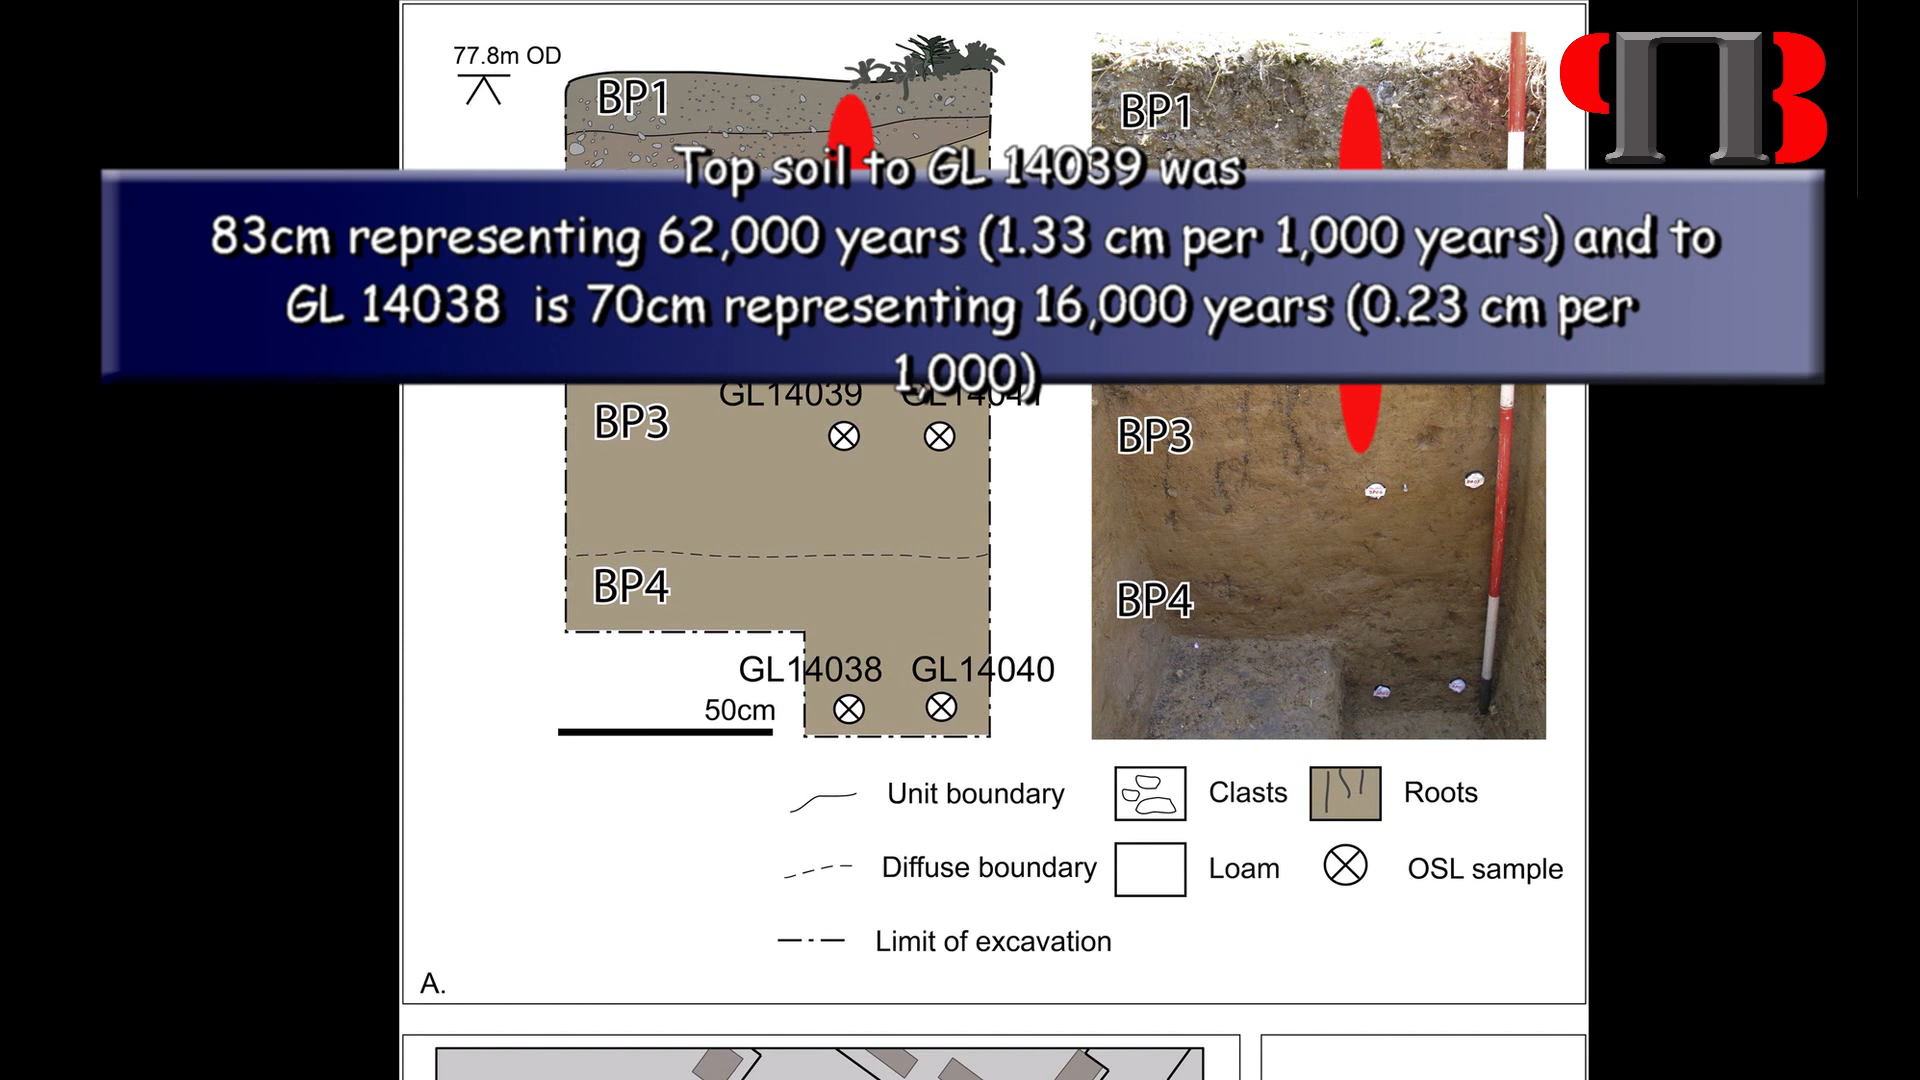 77.8m OD
BP1
BP1
ПB
Top soil to GL 14039 was
83cm representing 62,000 years (1.33 cm per 1,000 years) and to
GL 14038 is 70cm representing 16,000 years (0.23 cm per
1,000)
GL14039 GL14041
BP3
BP3
BP4
BP4
GL14038 GL14040
50cm
Unit boundary
Clasts
Roots
Diffuse boundary
Loam
OSL sample
Limit of excavation
A.